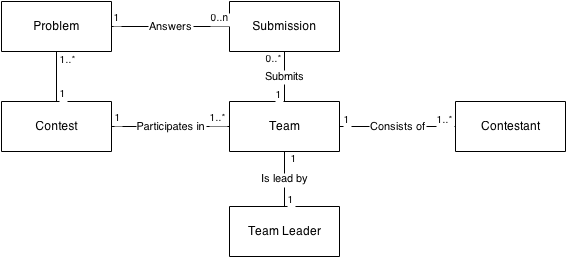 Problem
1
Answers
0..n
Submission
1..*
0..*
Submits
1
1
Contest
1
Participates in
1..*
Team
1
Consists of
1..*
Contestant
1
Is lead by
1
Team Leader